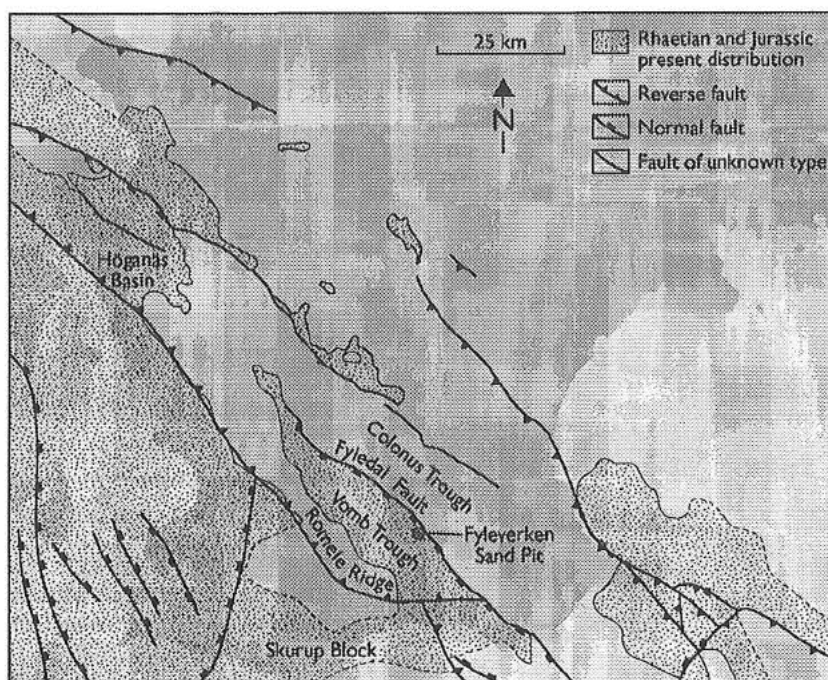 25 km
N
Rhaetian and Jurassic
present distribution
Reverse fault
Normal fault
Fault of unknown type
Höganäs
Basin
Colonus Trough
Fyledal Fault
Vomb Trough
Romele Ridge
Fyleverken
Sand Pit
Skurup Block